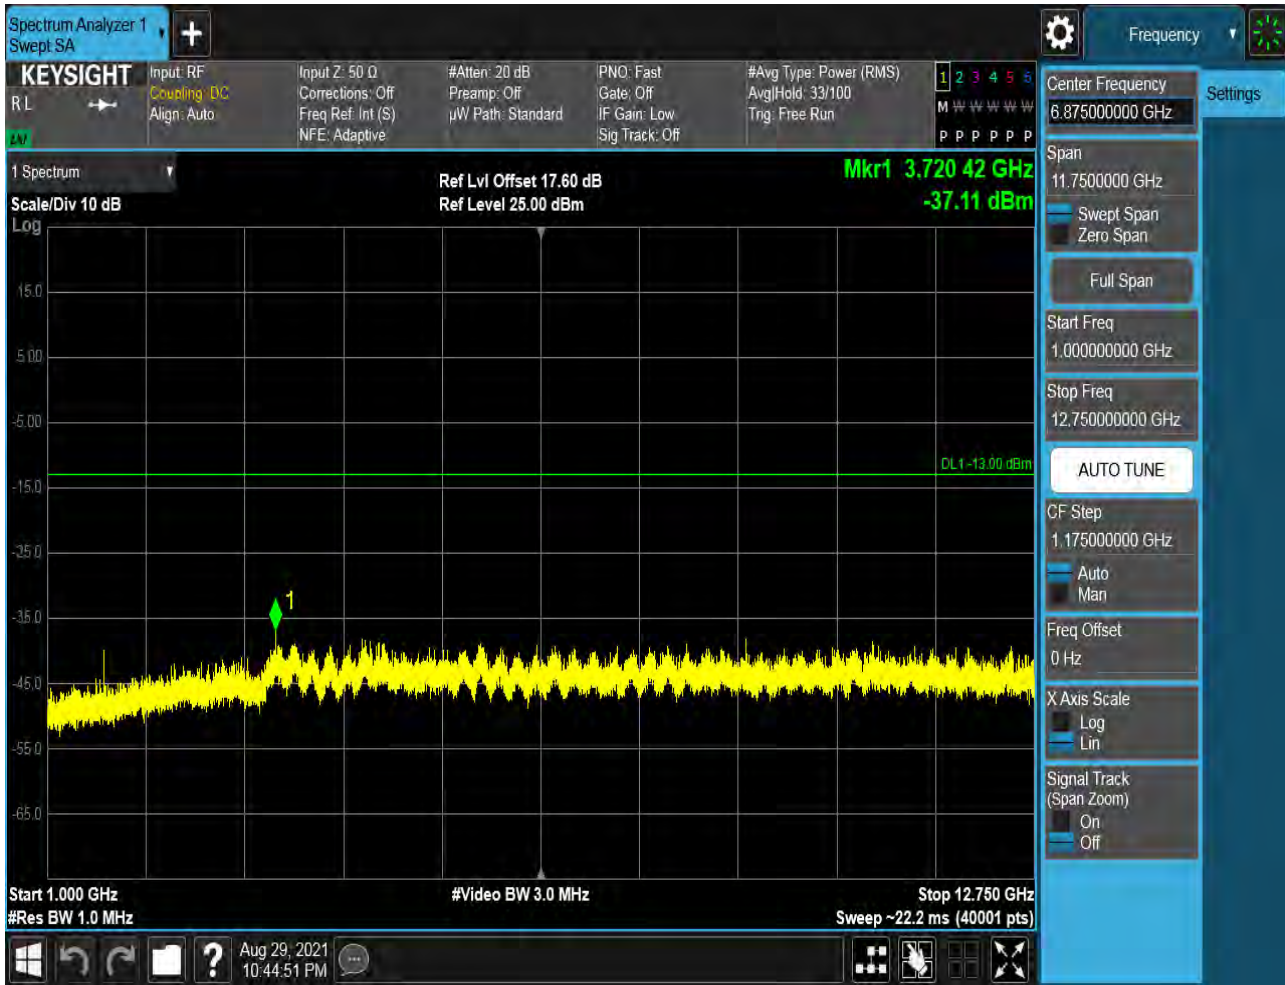 Spectrum Analyzer 1
Swept SA
Frequency
KEYSIGHT
R L
Input: RF
Coupling: DC
Align: Auto
Input Z: 50 Ω
Corrections: Off
Freq Ref: Int (S)
NFE: Adaptive
#Atten: 20 dB
Preamp: Off
µW Path: Standard
PNO: Fast
Gate: Off
IF Gain: Low
Sig Track: Off
#Avg Type: Power (RMS)
Avg|Hold: 33/100
Trig: Free Run
1 2 3 4 5 6
M W W W W W
P P P P P P
1 Spectrum
Scale/Div 10 dB
Log
Ref Lvl Offset 17.60 dB
Ref Level 25.00 dBm
Mkr1 3.720 42 GHz
-37.11 dBm
15.0
5.00
-5.00
DL1 -13.00 dBm
-15.0
-25.0
1
-35.0
-45.0
-55.0
-65.0
Start 1.000 GHz
#Res BW 1.0 MHz
#Video BW 3.0 MHz
Stop 12.750 GHz
Sweep ~22.2 ms (40001 pts)
Aug 29, 2021
10:44:51 PM
?
Center Frequency
6.875000000 GHz
Settings
Span
11.7500000 GHz
Swept Span
Zero Span
Full Span
Start Freq
1.000000000 GHz
Stop Freq
12.750000000 GHz
AUTO TUNE
CF Step
1.175000000 GHz
Auto
Man
Freq Offset
0 Hz
X Axis Scale
Log
Lin
Signal Track
(Span Zoom)
On
Off